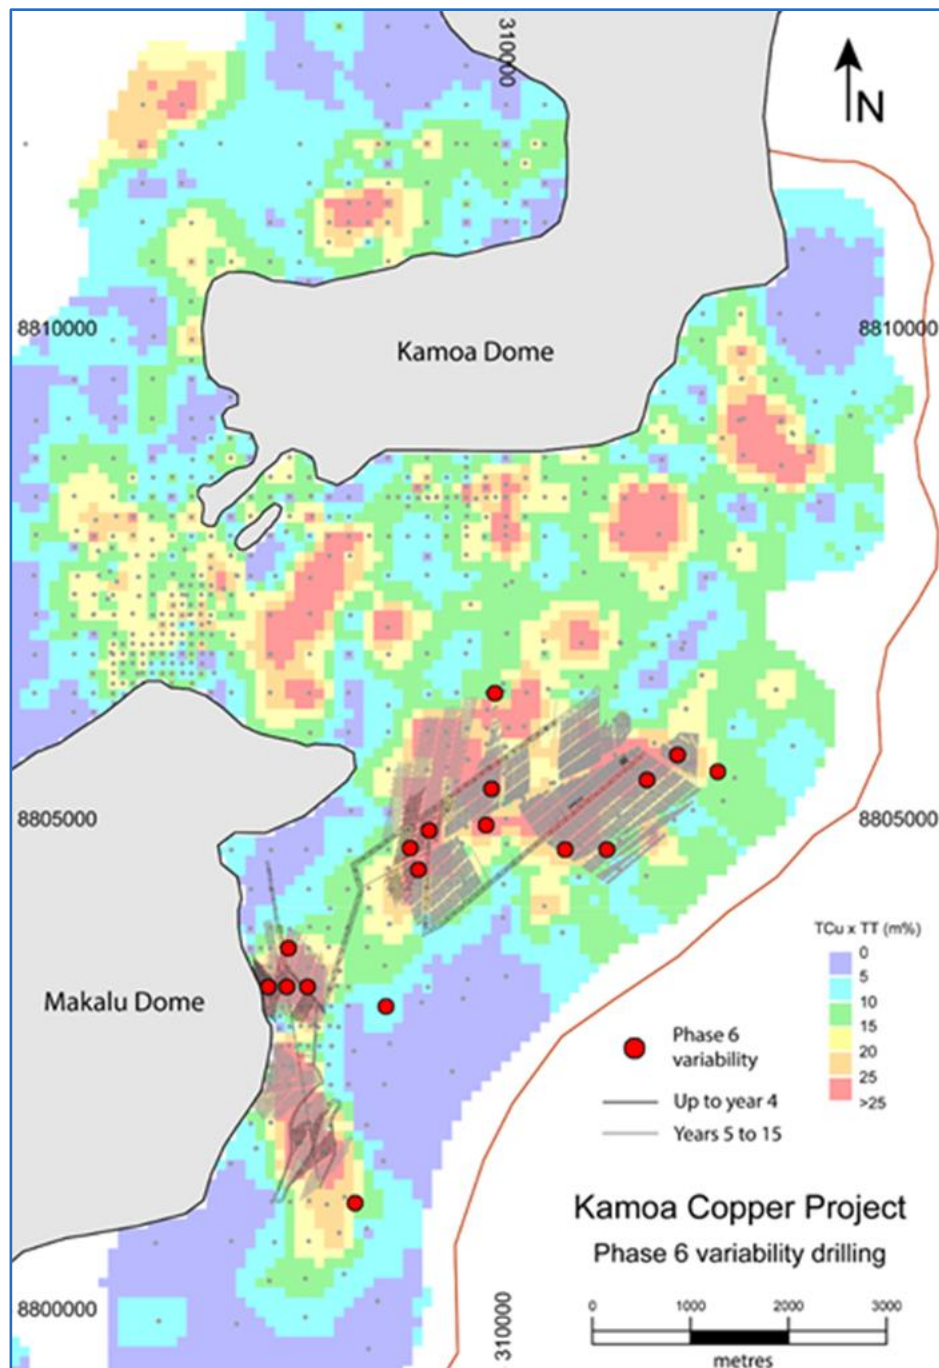 310000
N
8810000
8810000
Kamoa Dome
8805000
8805000
TCu x TT (m%)
0
5
10
15
20
25
>25
Makalu Dome
Phase 6
variability
Up to year 4
Years 5 to 15
Kamoa Copper Project
Phase 6 variability drilling
8800000
310000
0 1000 2000 3000
metres